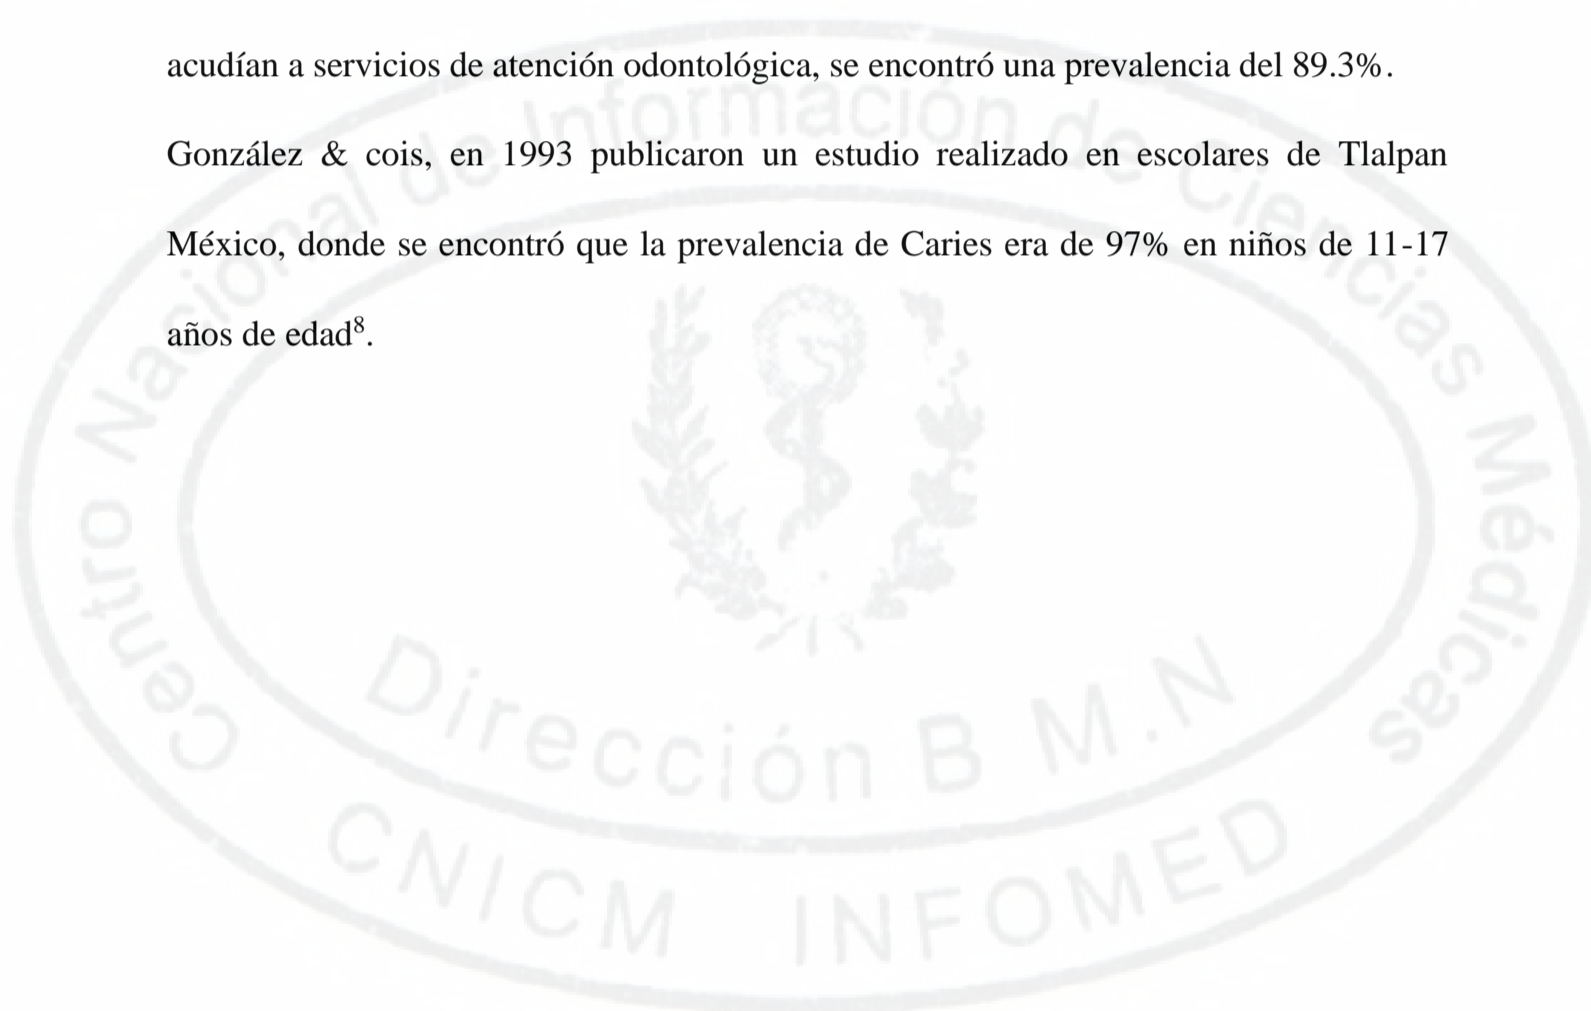 acudían a servicios de atención odontológica, se encontró una prevalencia del 89.3%.
González & cois, en 1993 publicaron un estudio realizado en escolares de Tlalpan
México, donde se encontró que la prevalencia de Caries era de 97% en niños de 11-17
años de edad⁸.
Centro Nacional de Información de Ciencias Médicas
Dirección B M.N
CNICM INFOMED